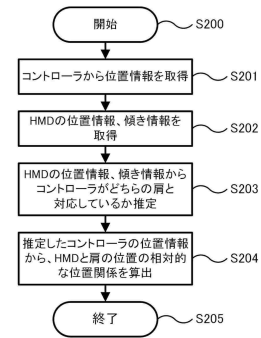 開始
S200
コントローラから位置情報を取得
S201
HMDの位置情報、傾き情報を
取得
S202
HMDの位置情報、傾き情報から
コントローラがどちらの肩と
対応しているか推定
S203
推定したコントローラの位置情報
から、HMDと肩の位置の相対的
な位置関係を算出
S204
終了
S205